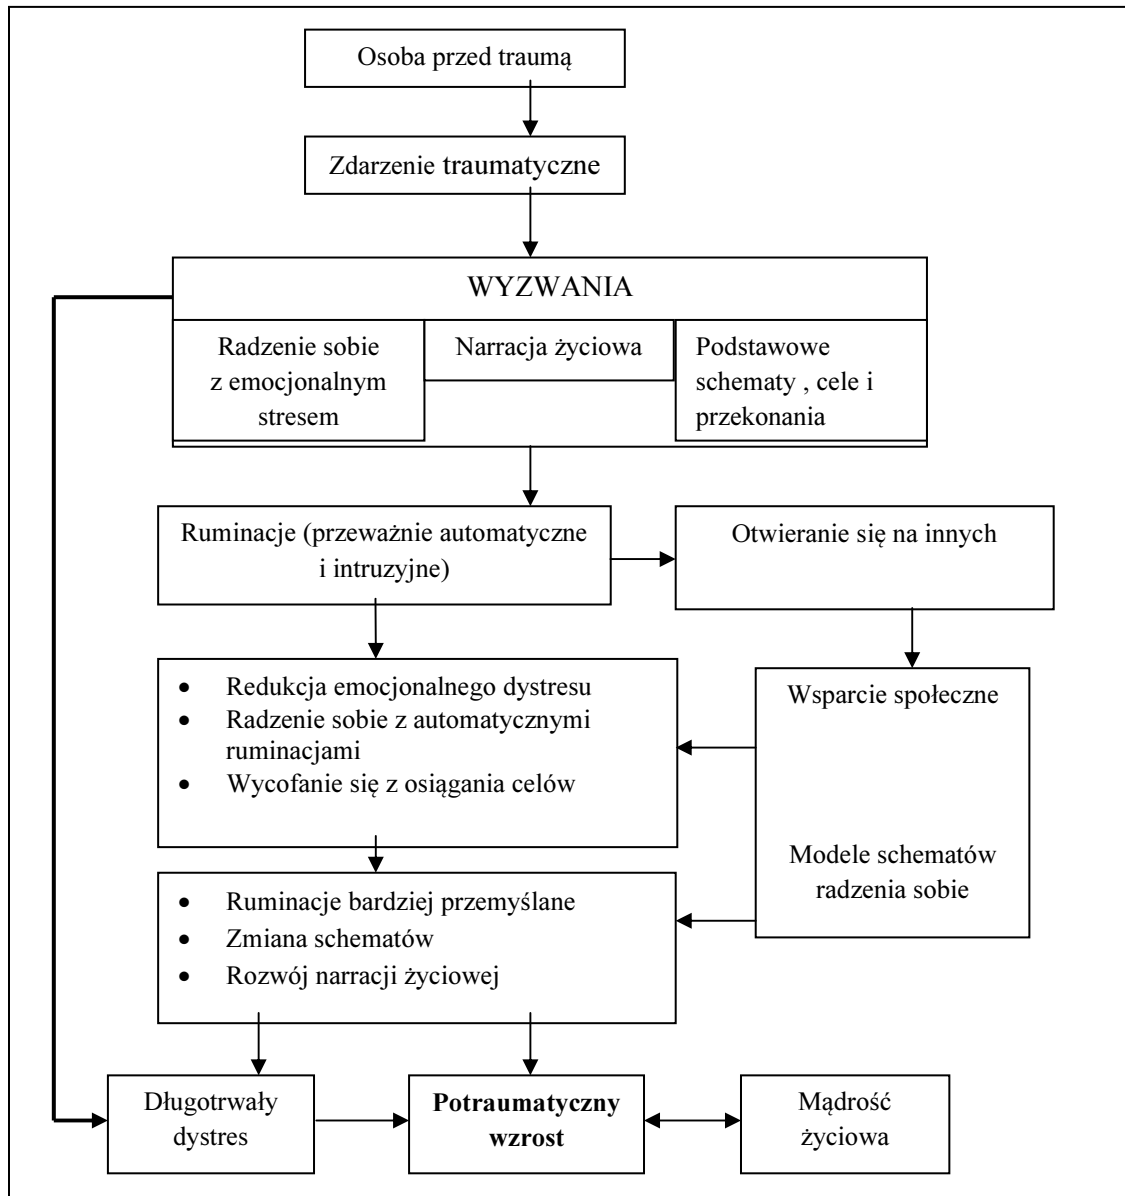 Osoba przed traumą
Zdarzenie traumatyczne
WYZWANIA
Radzenie sobie
z emocjonalnym
stresem
Narracja życiowa
Podstawowe
schematy , cele i
przekonania
Ruminacje (przeważnie automatyczne
i intruzyjne)
Otwieranie się na innych
• Redukcja emocjonalnego dystresu
• Radzenie sobie z automatycznymi
ruminacjami
• Wycofanie się z osiągania celów
Wsparcie społeczne
Modele schematów
radzenia sobie
• Ruminacje bardziej przemyślane
• Zmiana schematów
• Rozwój narracji życiowej
Długotrwały
dystres
Potraumatyczny
wzrost
Mądrość
życiowa